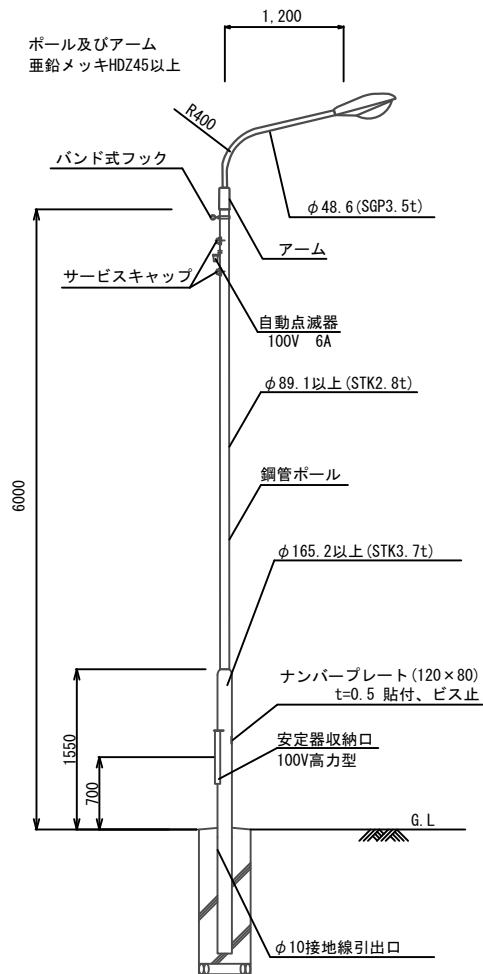 1,200
ポール及びアーム
亜鉛メッキHDZ45以上
R400
バンド式フック
φ48.6(SGP3.5t)
アーム
サービスキャップ
自動点滅器
100V 6A
φ89.1以上(STK2.8t)
鋼管ポール
6000
φ165.2以上(STK3.7t)
ナンバープレート(120×80)
t=0.5 貼付、ビス止
1550
安定器収納口
100V高力型
700
G.L
φ10接地線引出口